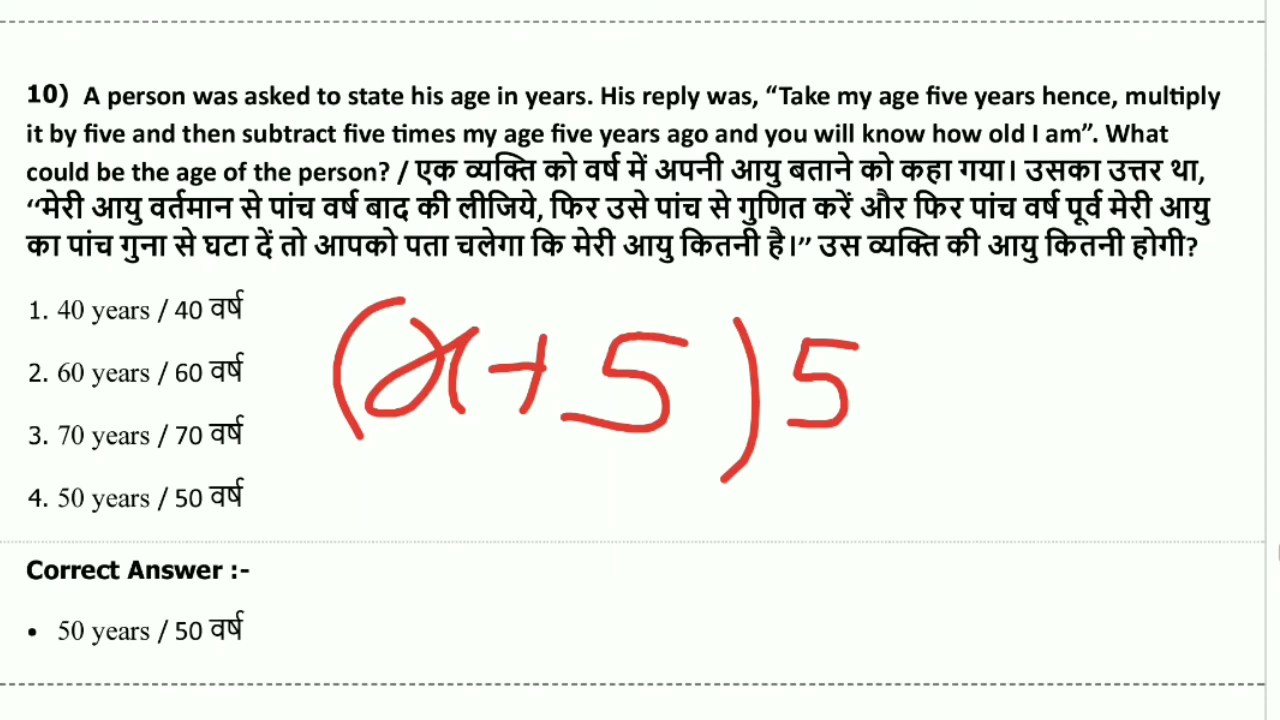 10) A person was asked to state his age in years. His reply was, “Take my age five years hence, multiply
it by five and then subtract five times my age five years ago and you will know how old I am”. What
could be the age of the person? / एक व्यक्ति को वर्ष में अपनी आयु बताने को कहा गया। उसका उत्तर था,
‘‘मेरी आयु वर्तमान से पांच वर्ष बाद की लीजिये, फिर उसे पांच से गुणित करें और फिर पांच वर्ष पूर्व मेरी आयु
का पांच गुना से घटा दें तो आपको पता चलेगा कि मेरी आयु कितनी है।’’ उस व्यक्ति की आयु कितनी होगी?
1. 40 years / 40 वर्ष
2. 60 years / 60 वर्ष
3. 70 years / 70 वर्ष
4. 50 years / 50 वर्ष
(x+5)5
Correct Answer :-
• 50 years / 50 वर्ष